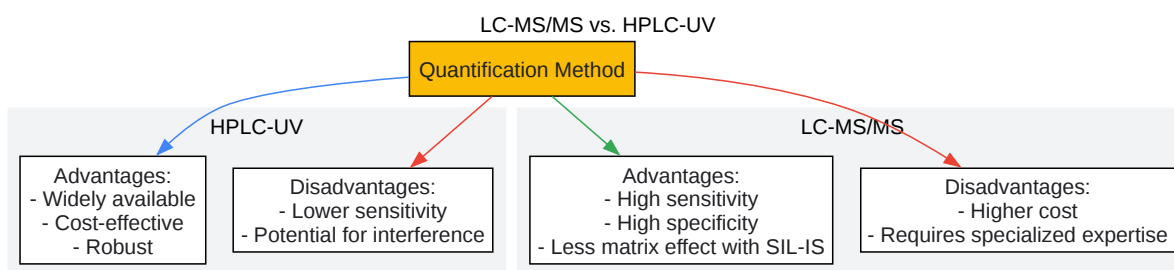 LC-MS/MS vs. HPLC-UV
Quantification Method
HPLC-UV
Advantages:
- Widely available
- Cost-effective
- Robust
Disadvantages:
- Lower sensitivity
- Potential for interference
LC-MS/MS
Advantages:
- High sensitivity
- High specificity
- Less matrix effect with SIL-IS
Disadvantages:
- Higher cost
- Requires specialized expertise